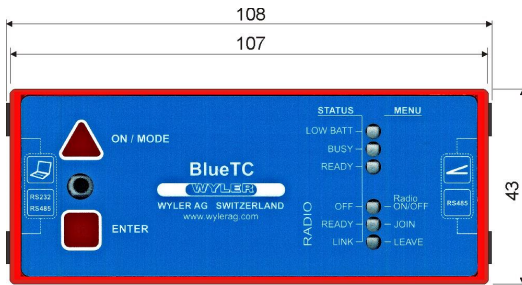 108
107
43
STATUS MENU
LOW BATT
BUSY
READY
ON / MODE
BlueTC
WYLER
WYLER AG SWITZERLAND
www.wylerag.com
RS232
RS485
ENTER
RADIO
OFF Radio ON/OFF
READY JOIN
LINK LEAVE
RS485